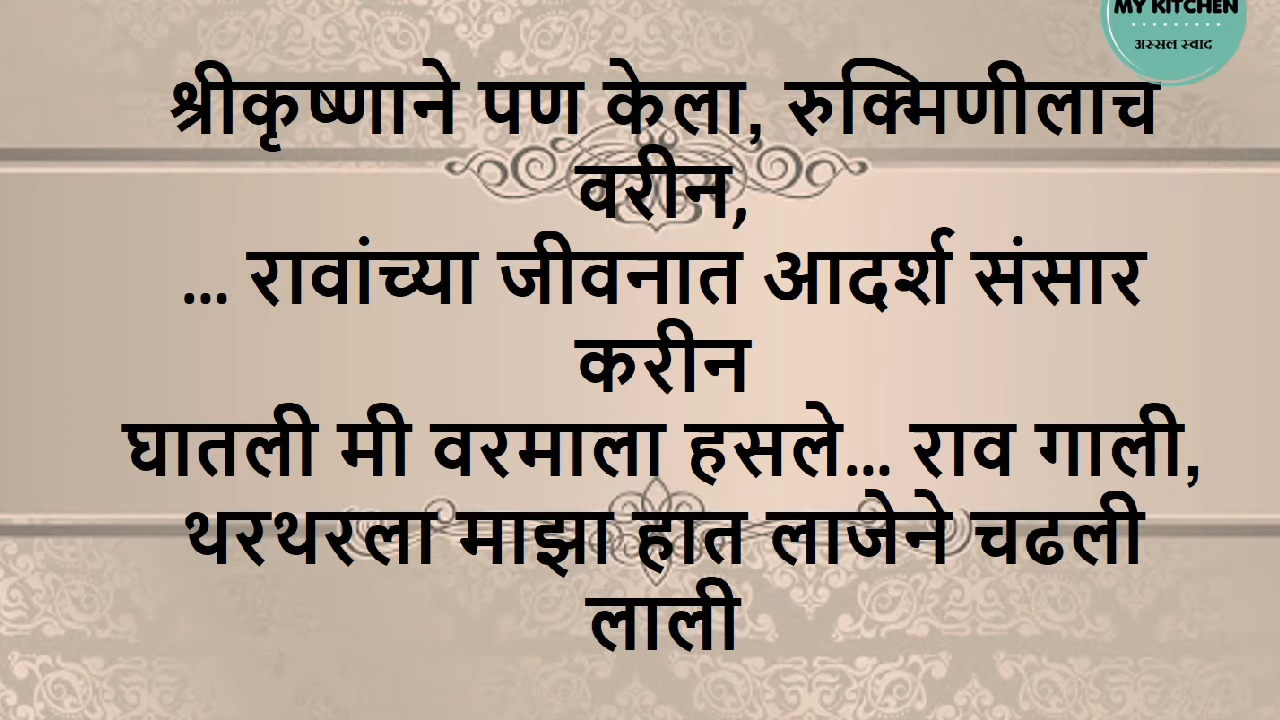 MY KITCHEN
अस्सल स्वाद
श्रीकृष्णाने पण केला, रुक्मिणीलाच
वरीन,
... रावांच्या जीवनात आदर्श संसार
करीन
घातली मी वरमाला हसले... राव गाली,
थरथरला माझा हात लाजेने चढली
लाली